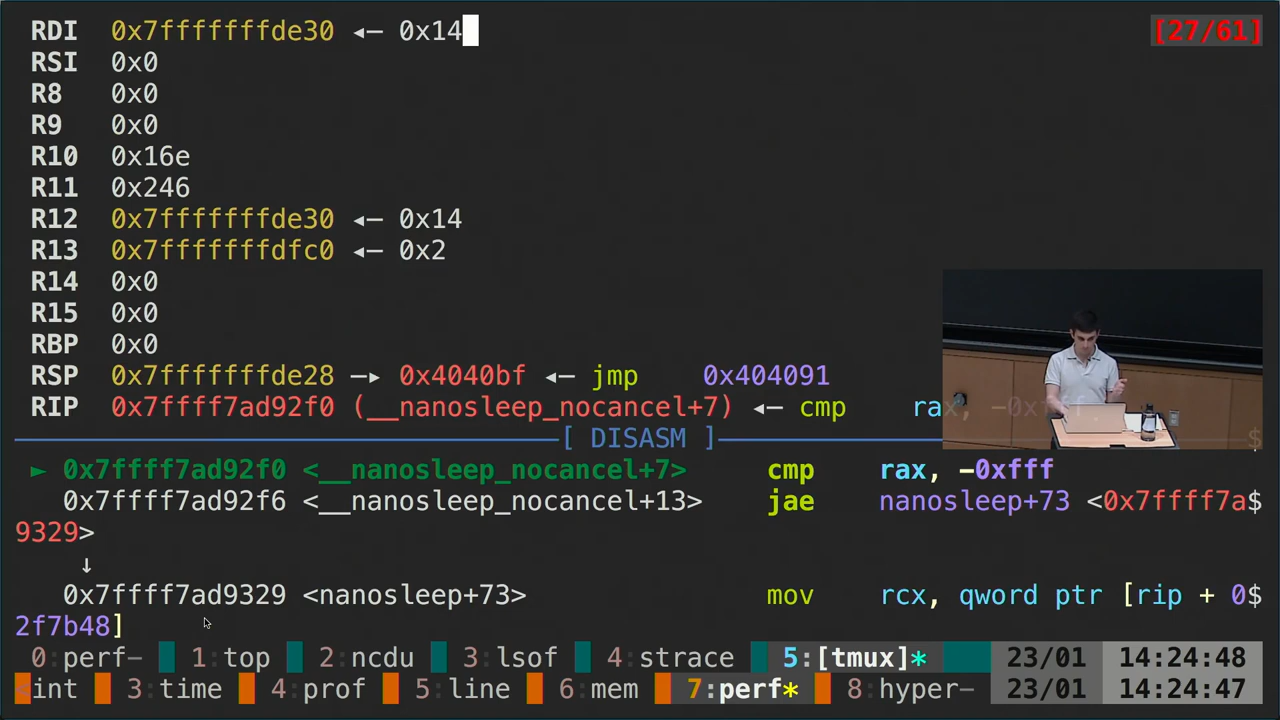 RDI 0x7fffffffde30 ◂— 0x14 [27/61]
RSI 0x0
R8 0x0
R9 0x0
R10 0x16e
R11 0x246
R12 0x7fffffffde30 ◂— 0x14
R13 0x7fffffffdfc0 ◂— 0x2
R14 0x0
R15 0x0
RBP 0x0
RSP 0x7fffffffde28 —▸ 0x4040bf ◂— jmp 0x404091
RIP 0x7ffff7ad92f0 (__nanosleep_nocancel+7) ◂— cmp rax, -0xfff
[ DISASM ] $
► 0x7ffff7ad92f0 <__nanosleep_nocancel+7> cmp rax, -0xfff
0x7ffff7ad92f6 <__nanosleep_nocancel+13> jae nanosleep+73 <0x7ffff7a$
9329>
↓
0x7ffff7ad9329 <nanosleep+73> mov rcx, qword ptr [rip + 0$
2f7b48]
0:perf- 1:top 2:ncdu 3:lsof 4:strace 5:[tmux]* 23/01 14:24:48
<int 3:time 4:prof 5:line 6:mem 7:perf* 8:hyper- 23/01 14:24:47